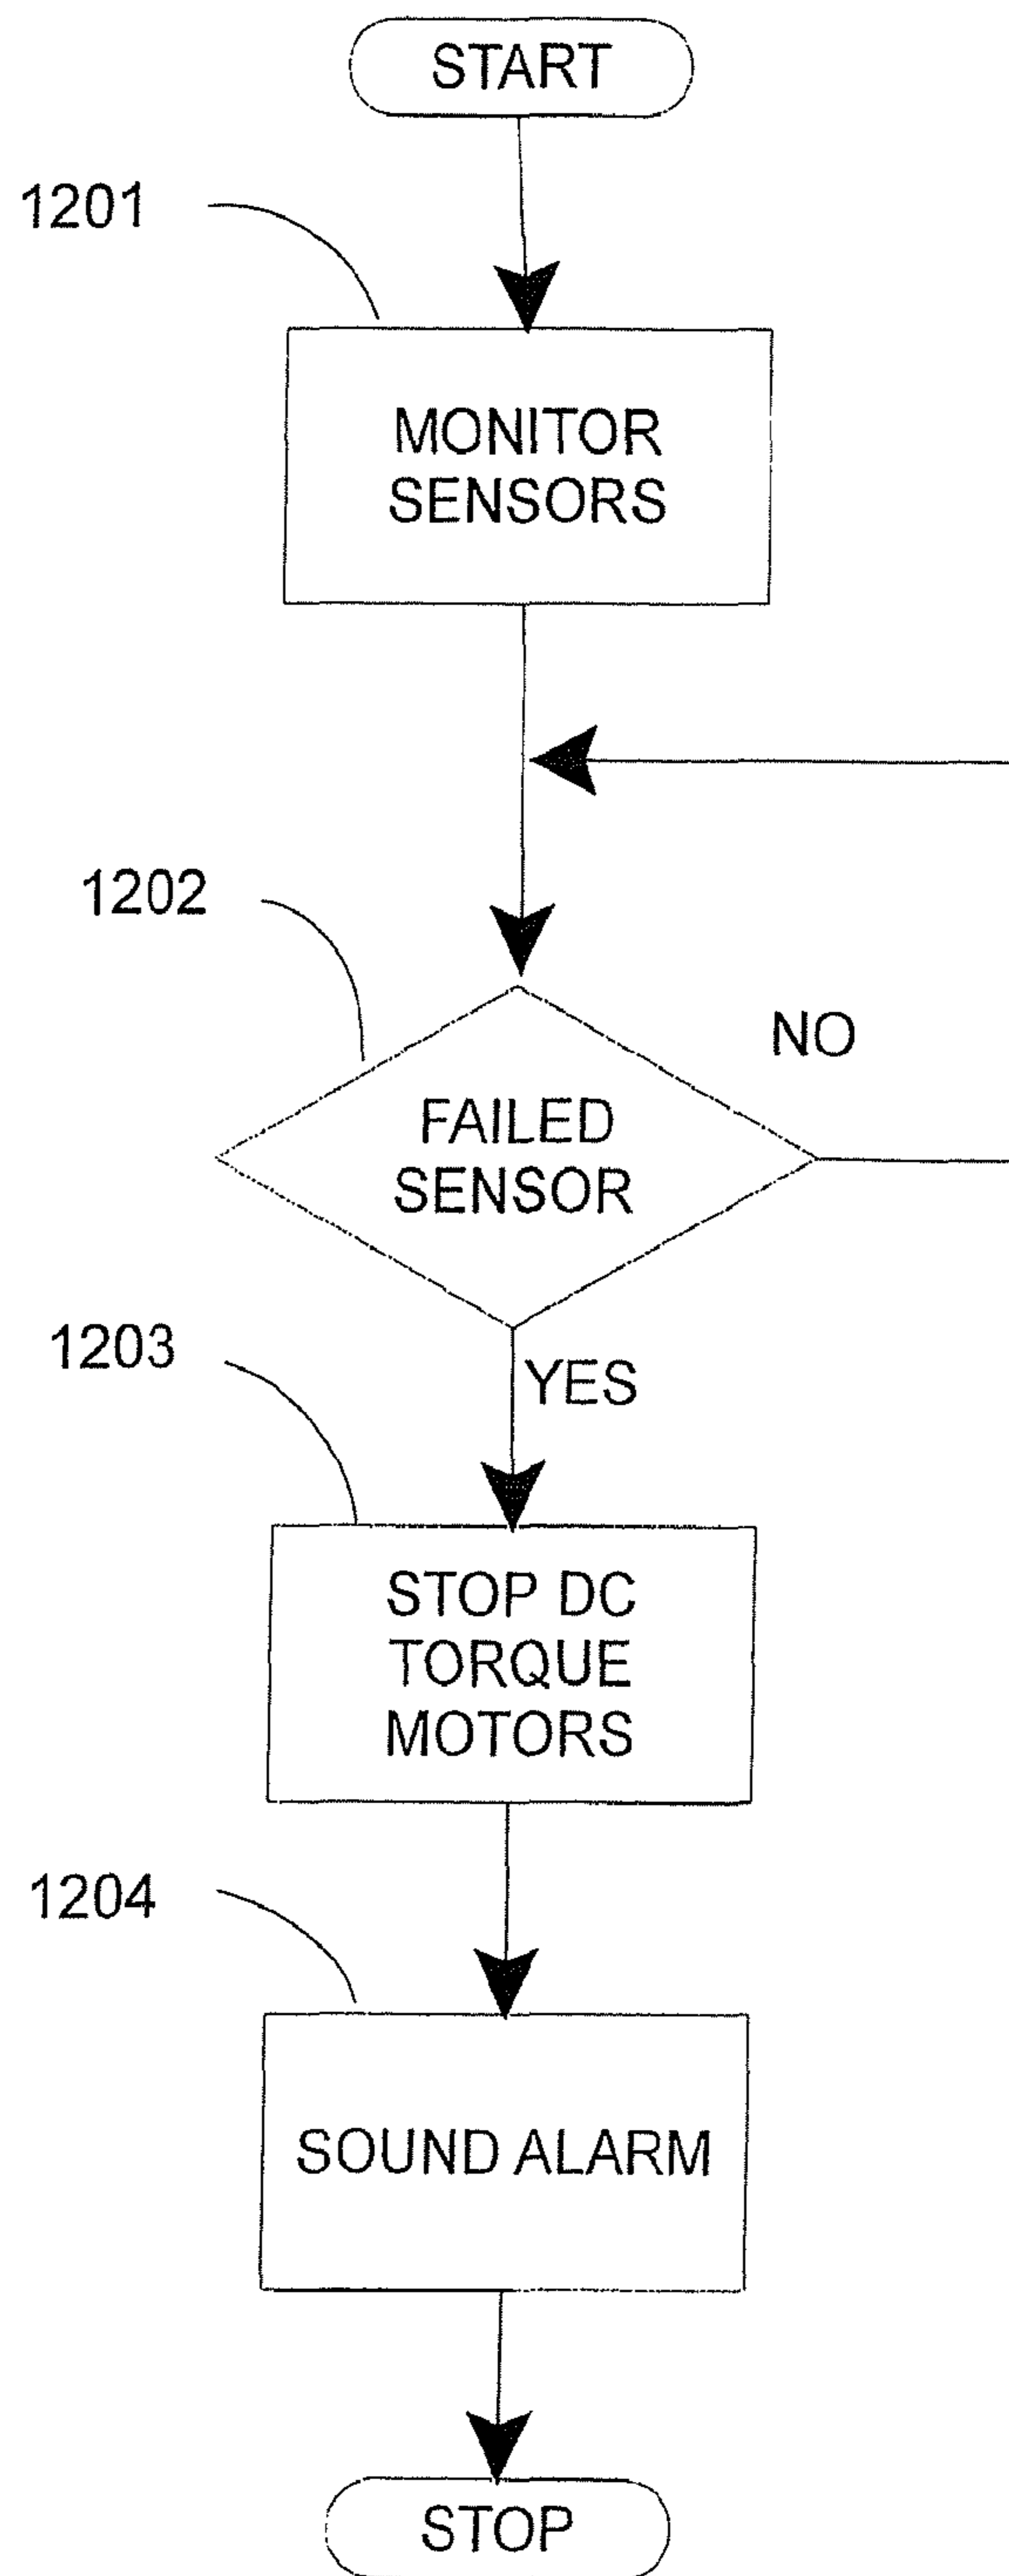 START
1201
MONITOR
SENSORS
1202
NO
FAILED
SENSOR
1203
YES
STOP DC
TORQUE
MOTORS
1204
SOUND ALARM
STOP